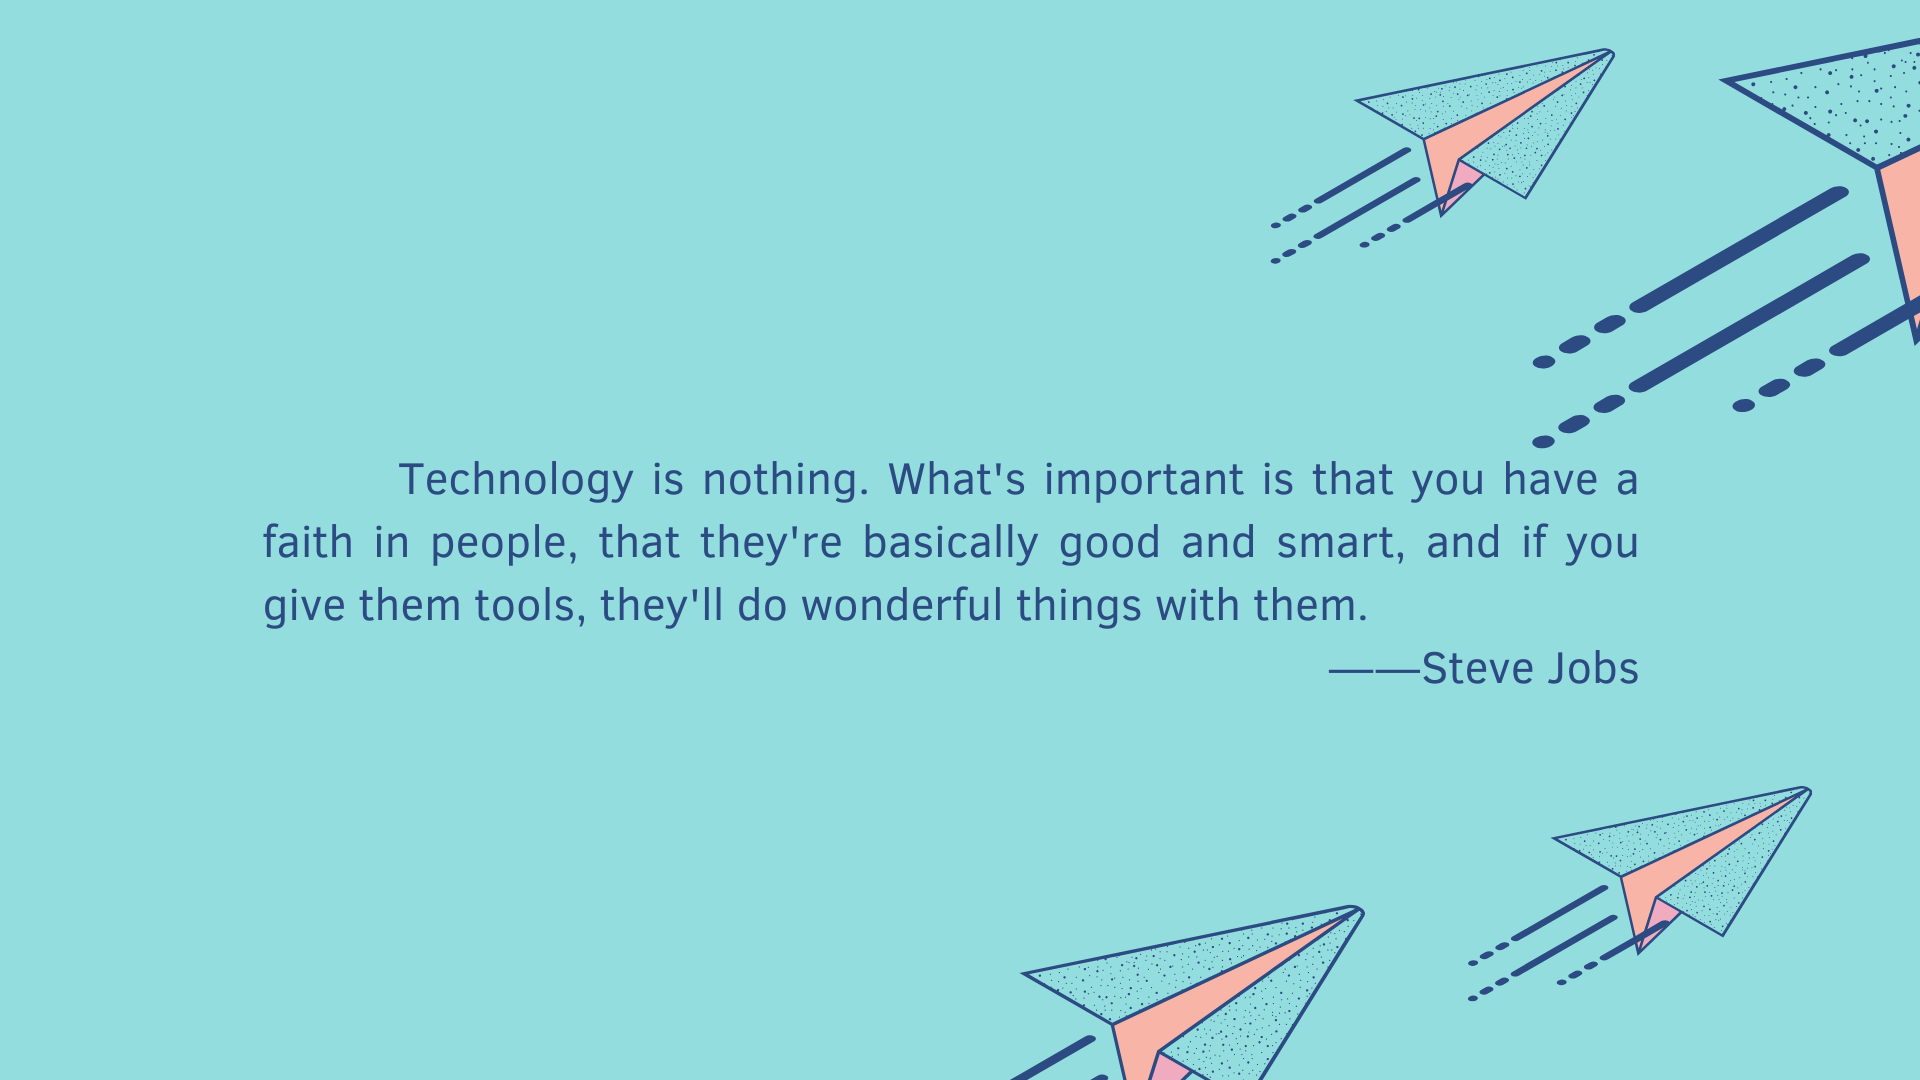 Technology is nothing. What's important is that you have a
faith in people, that they're basically good and smart, and if you
give them tools, they'll do wonderful things with them.
——Steve Jobs